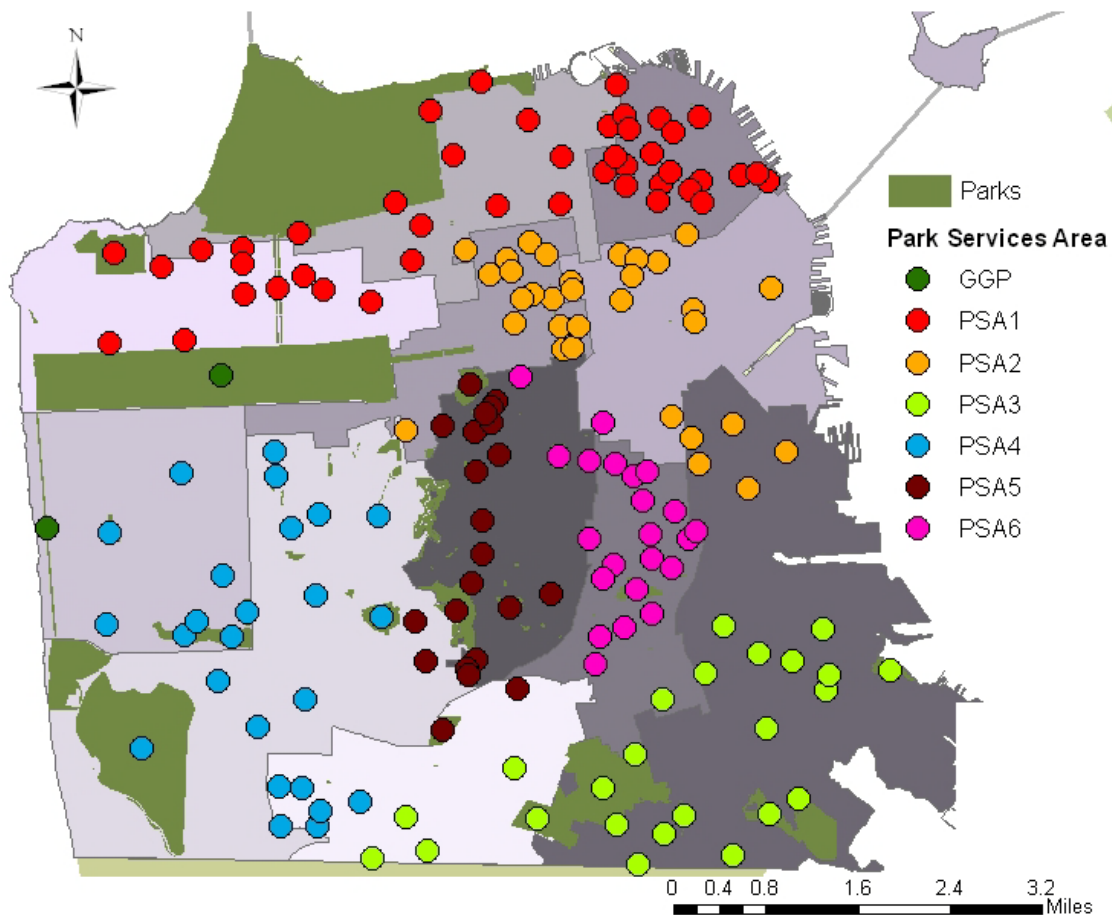 N
Parks
Park Services Area
GGP
PSA1
PSA2
PSA3
PSA4
PSA5
PSA6
0 0.4 0.8 1.6 2.4 3.2
Miles